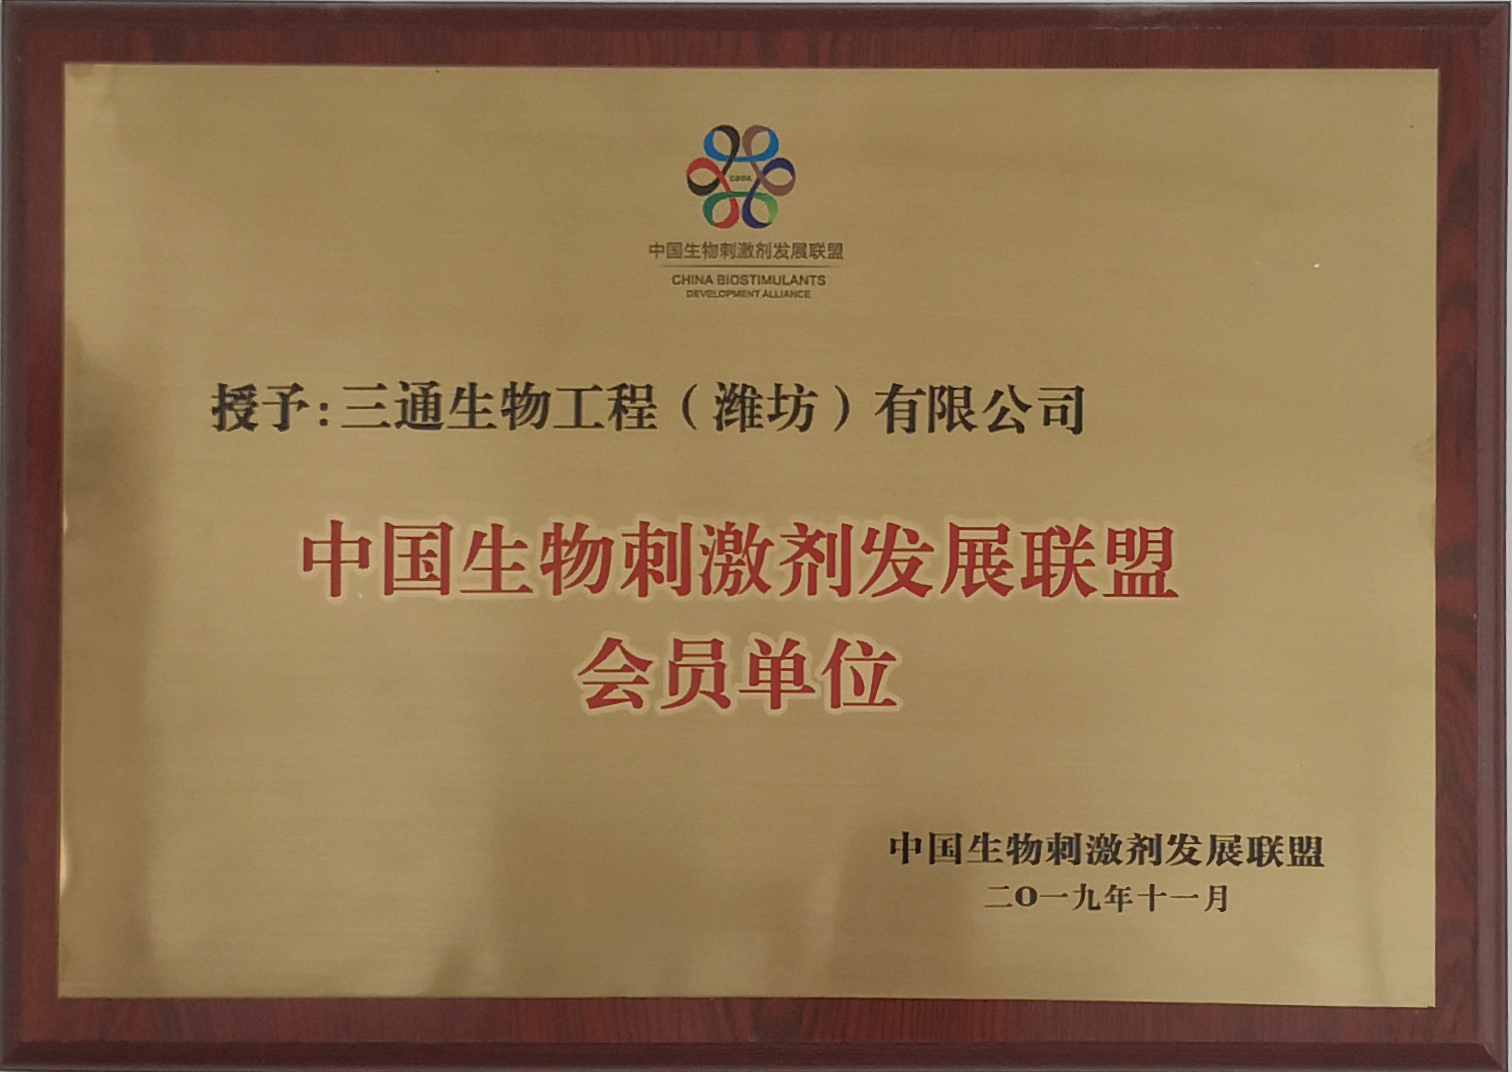 CBDA
中国生物刺激剂发展联盟
CHINA BIOSTIMULANTS
DEVELOPMENT ALLIANCE
授予:三通生物工程（潍坊）有限公司
中国生物刺激剂发展联盟
会员单位
中国生物刺激剂发展联盟
二O一九年十一月